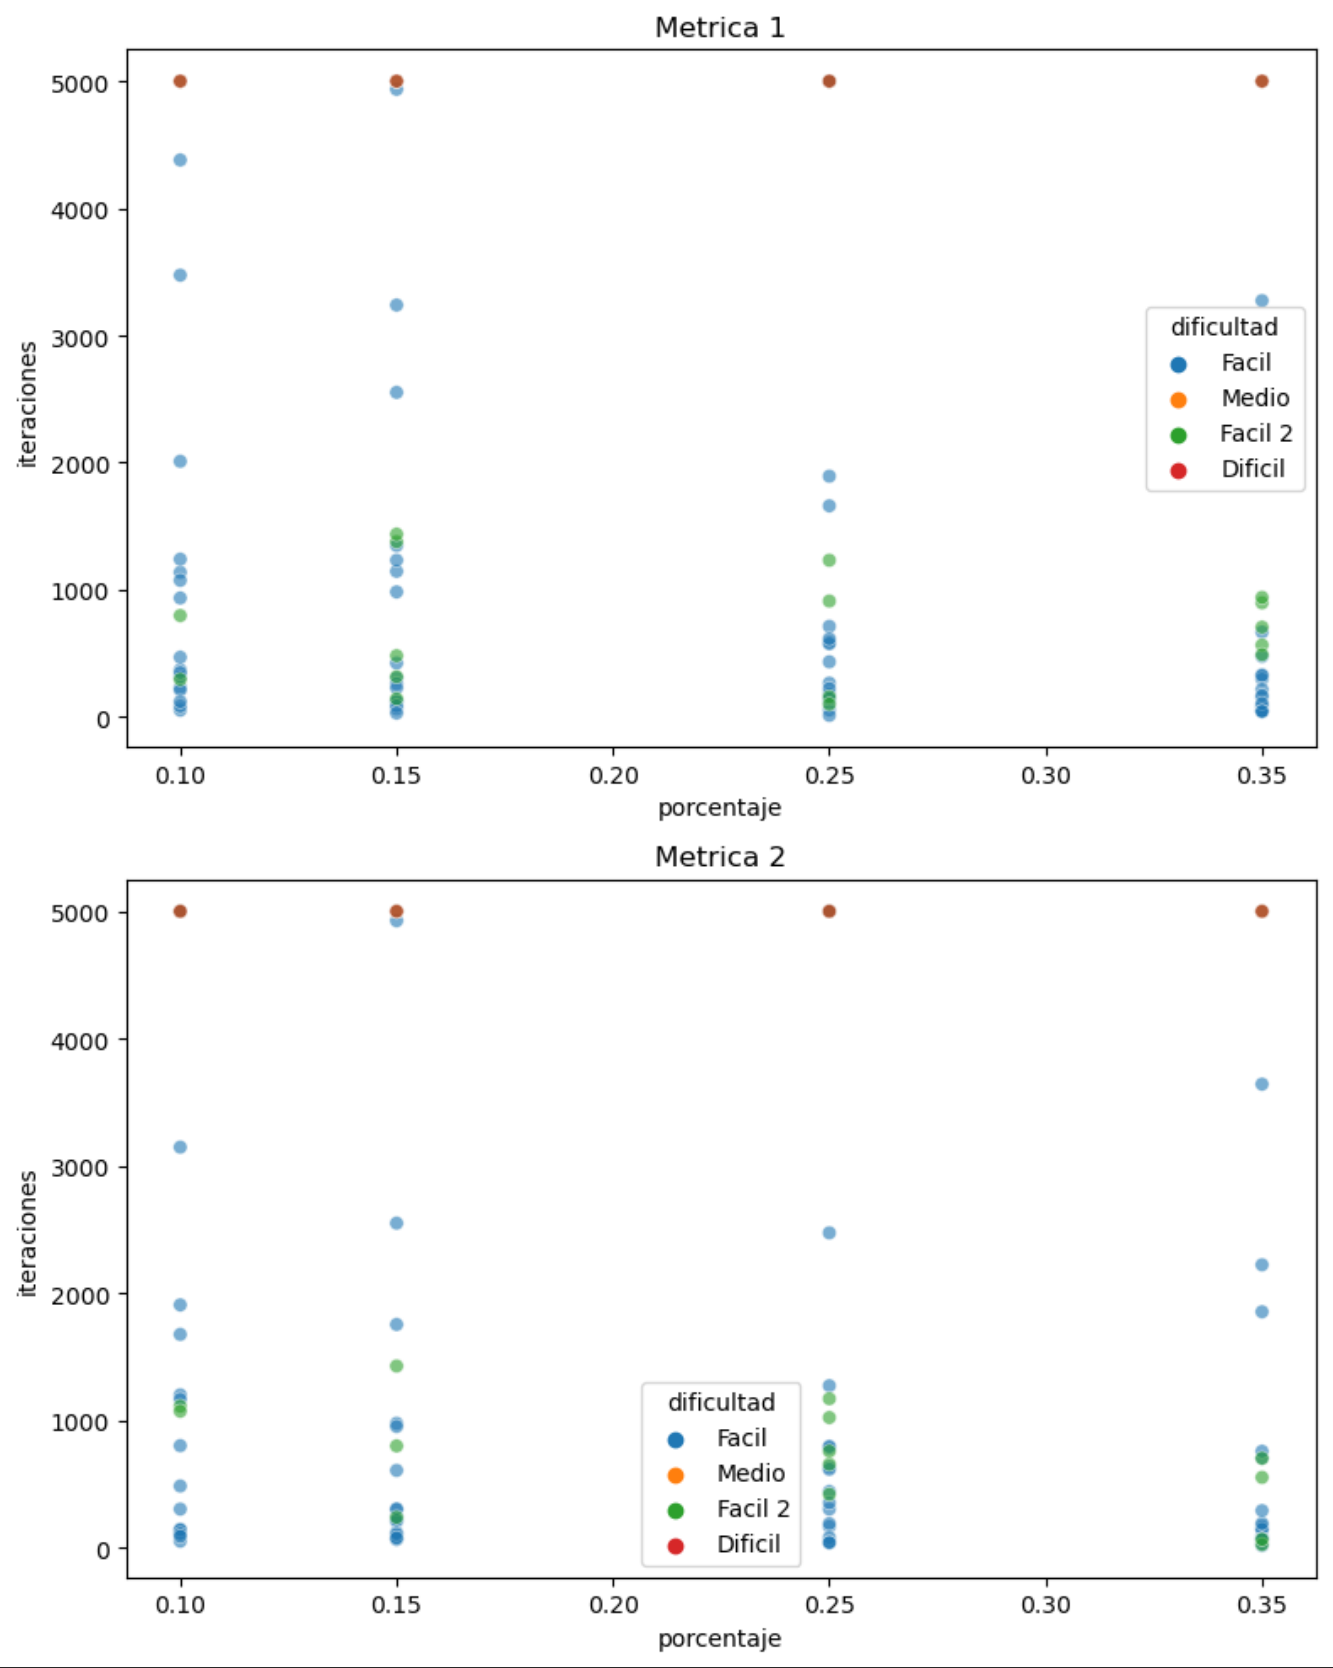 Metrica 1
5000
4000
3000
2000
1000
0
iteraciones
dificultad
Facil
Medio
Facil 2
Dificil
0.10 0.15 0.20 0.25 0.30 0.35
porcentaje
Metrica 2
5000
4000
3000
2000
1000
0
iteraciones
dificultad
Facil
Medio
Facil 2
Dificil
0.10 0.15 0.20 0.25 0.30 0.35
porcentaje